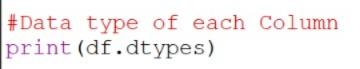 #Data type of each Column
print(df.dtypes)